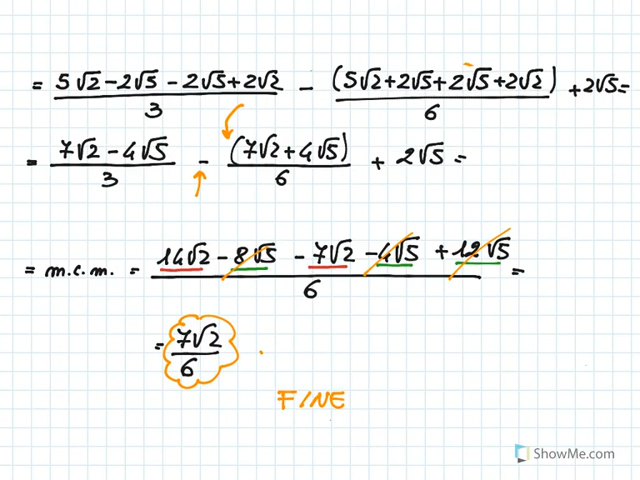 = (5√2 - 2√5 - 2√5 + 2√2)/3 - (5√2 + 2√5 + 2√5 + 2√2)/6 + 2√5 =
= (7√2 - 4√5)/3 - (7√2 + 4√5)/6 + 2√5 =
= m.c.m. = (14√2 - 8√5 - 7√2 - 4√5 + 12√5)/6 =
= 7√2/6
FINE
ShowMe.com